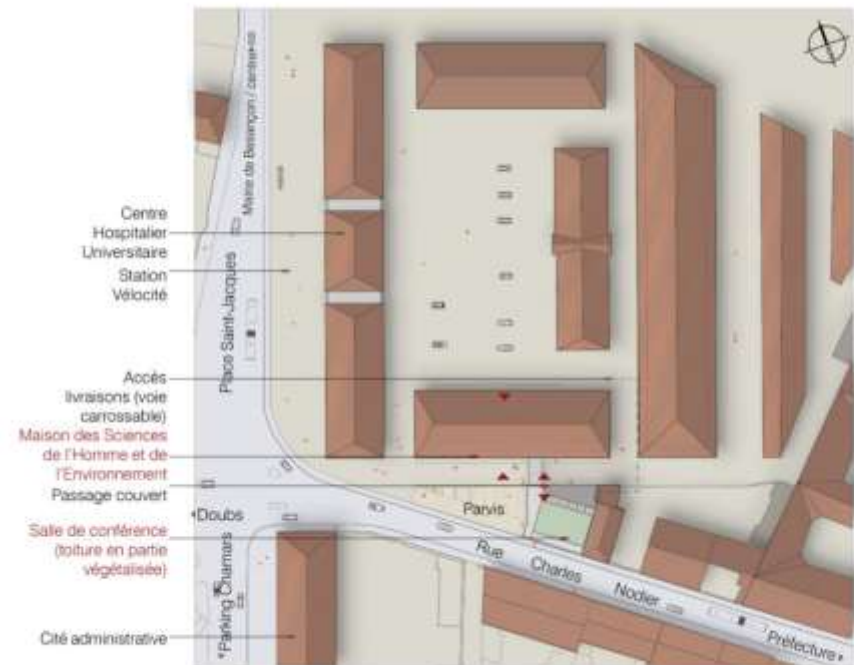 Mairie de Besançon / centre
Centre
Hospitalier
Universitaire
Station
Vélocité
Place Saint-Jacques
Accès
livraisons (voie
carrossable)
Maison des Sciences
de l'Homme et de
l'Environnement
Passage couvert
Parvis
Doubs
Salle de conférence
(toiture en partie
végétalisée)
Rue Charles Nodier
Parking Chamars
Cité administrative
Préfecture